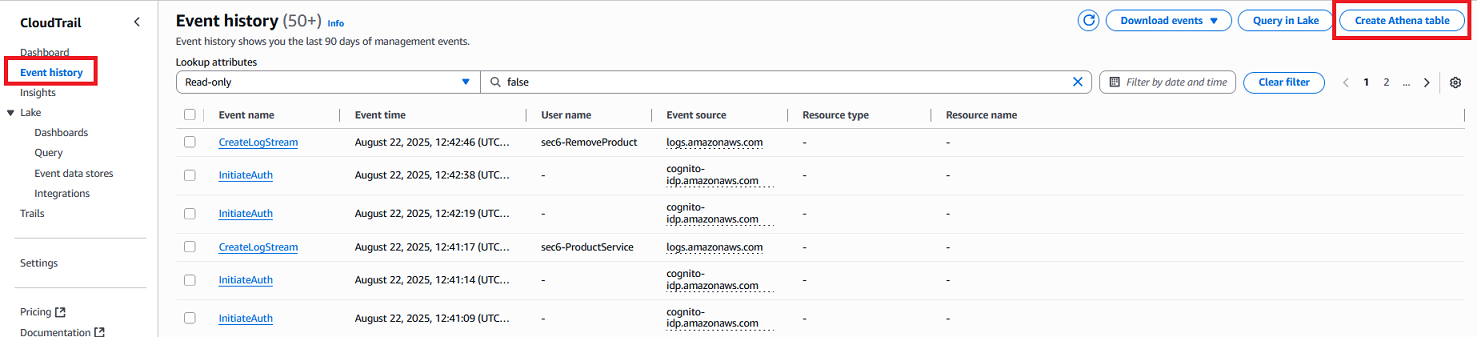 CloudTrail
Dashboard
Event history
Insights
Lake
Dashboards
Query
Event data stores
Integrations
Trails
Settings
Pricing
Documentation
Event history (50+) Info
Download events
Query in Lake
Create Athena table
Event history shows you the last 90 days of management events.
Lookup attributes
Read-only
false
Filter by date and time
Clear filter
1 2 ...
Event name Event time User name Event source Resource type Resource name
CreateLogStream August 22, 2025, 12:42:46 (UTC... sec6-RemoveProduct logs.amazonaws.com - -
InitiateAuth August 22, 2025, 12:42:38 (UTC... - cognito-
idp.amazonaws.com - -
InitiateAuth August 22, 2025, 12:42:19 (UTC... - cognito-
idp.amazonaws.com - -
CreateLogStream August 22, 2025, 12:41:17 (UTC... sec6-ProductService logs.amazonaws.com - -
InitiateAuth August 22, 2025, 12:41:14 (UTC... - cognito-
idp.amazonaws.com - -
InitiateAuth August 22, 2025, 12:41:09 (UTC... - cognito-
idp.amazonaws.com - -